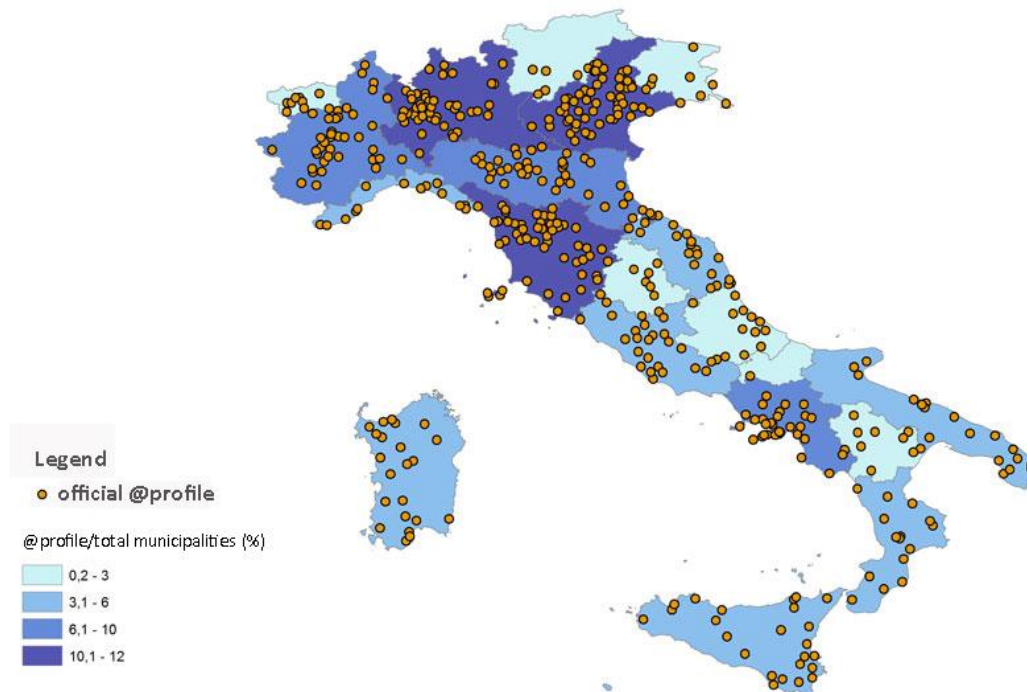 Legend
official @profile
@profile/total municipalities (%)
0,2 - 3
3,1 - 6
6,1 - 10
10,1 - 12